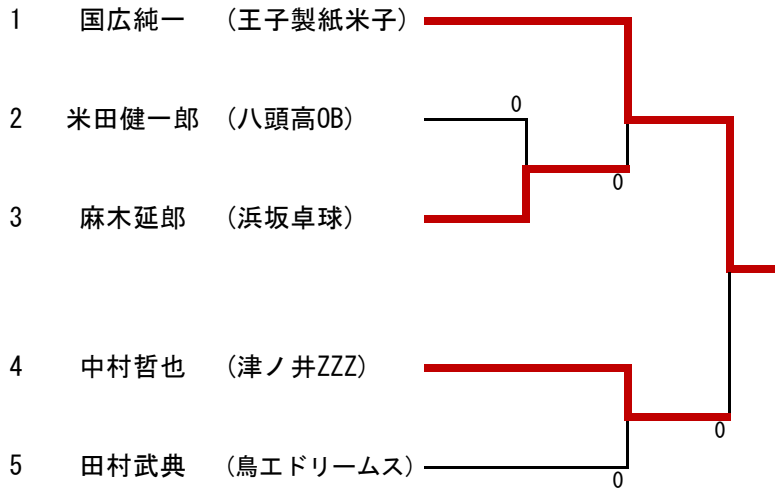 1 国広純一 (王子製紙米子)
0
2 米田健一郎 (八頭高OB)
0
3 麻木延郎 (浜坂卓球)
4 中村哲也 (津ノ井ZZZ)
0
5 田村武典 (鳥エドリームス)
0